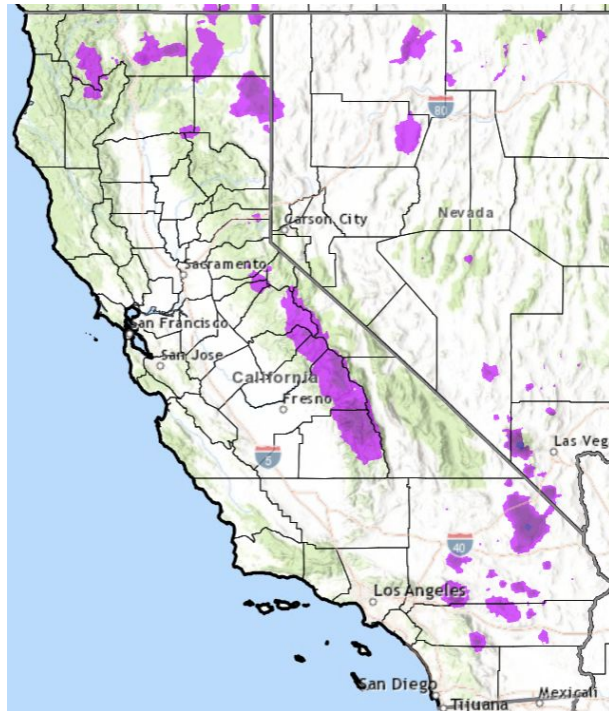 80
Carson City
Nevada
Sacramento
San Francisco
San Jose
California
Fresno
5
Las Veg
40
Los Angeles
San Diego
Mexicali
Tijuana